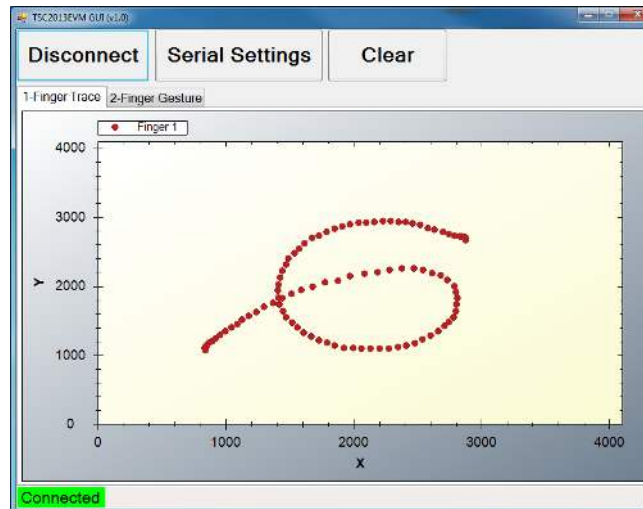 TSC2013EVM GUI (v1.0)
Disconnect Serial Settings Clear
1-Finger Trace 2-Finger Gesture
Finger 1
4000
3000
Y
2000
1000
0
0 1000 2000 3000 4000
X
Connected